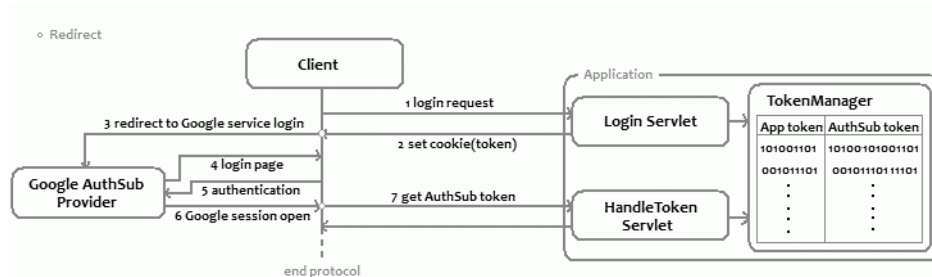 Redirect
Client
Application
1 login request
TokenManager
Login Servlet
3 redirect to Google service login
2 set cookie(token)
App token AuthSub token
101001101 10100101001101
4 login page
001011101 00101110111101
Google AuthSub
Provider
5 authentication
7 get AuthSub token
HandleToken
Servlet
6 Google session open
end protocol